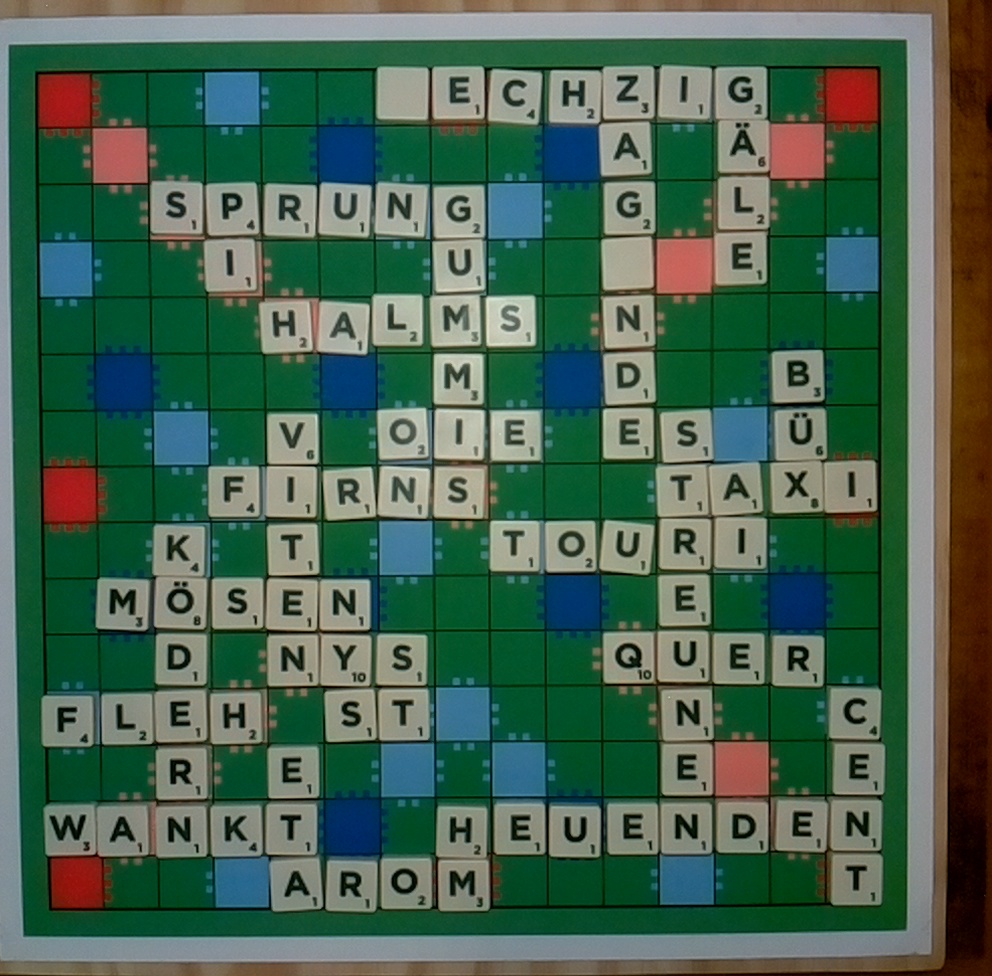 ECHZIG
A Ä
SPRUNG G L
I U E
HALMS N
M D B
V OIE ES Ü
FIRNS TAXI
K T TOURI
MÖSEN E
D NYS QUER
FLEH ST N C
R E E E
WANKT HEUENDEN
AROM T